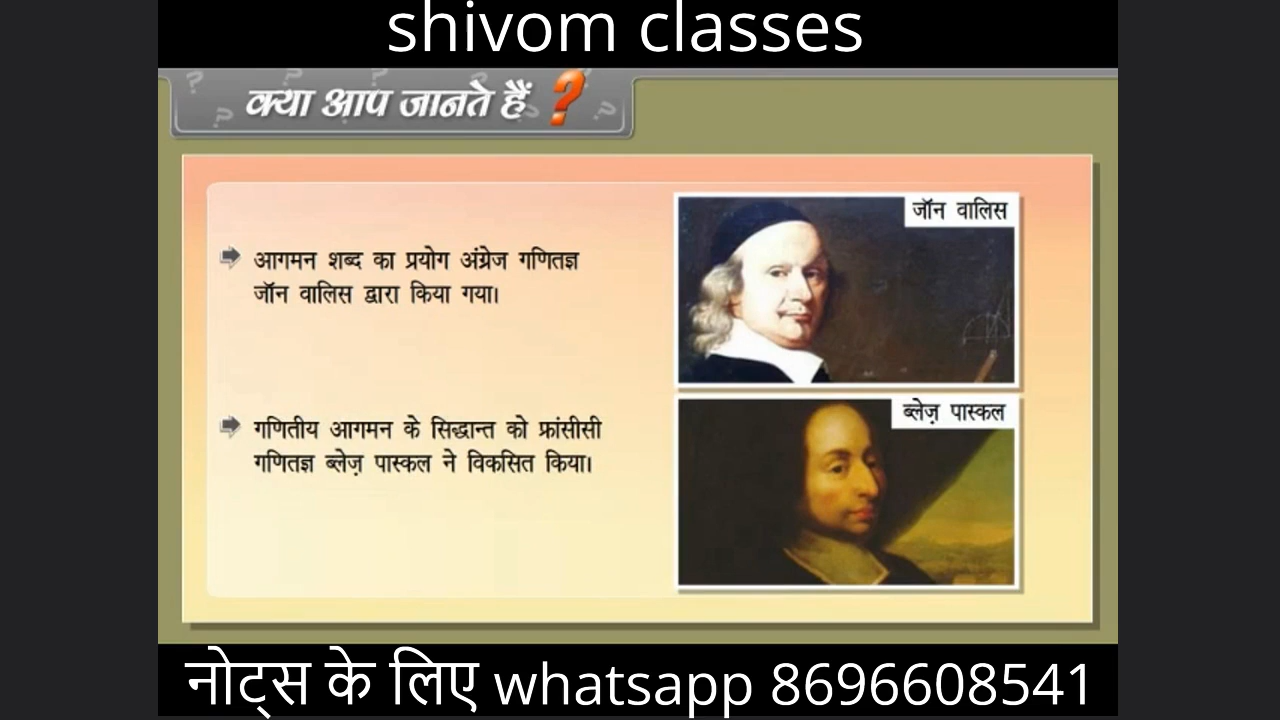 shivom classes
क्या आप जानते हैं ?
जॉन वालिस
आगमन शब्द का प्रयोग अंग्रेज गणितज्ञ
जॉन वालिस द्वारा किया गया।
ब्लेज़ पास्कल
गणितीय आगमन के सिद्धान्त को फ्रांसीसी
गणितज्ञ ब्लेज़ पास्कल ने विकसित किया।
नोट्स के लिए whatsapp 8696608541